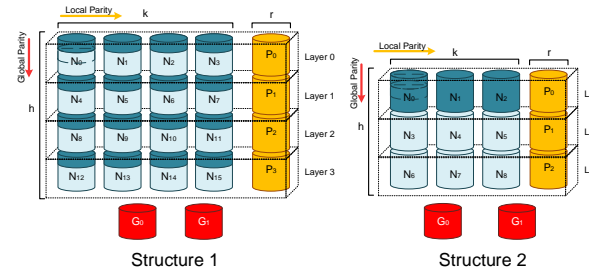 Local Parity
k
r
Global Parity
h
N0 N1 N2 N3 P0 Layer 0
N4 N5 N6 N7 P1 Layer 1
N8 N9 N10 N11 P2 Layer 2
N12 N13 N14 N15 P3 Layer 3
G0 G1
Structure 1
Local Parity
k
r
Global Parity
h
N0 N1 N2 P0 L
N3 N4 N5 P1 L
N6 N7 N8 P2 L
G0 G1
Structure 2